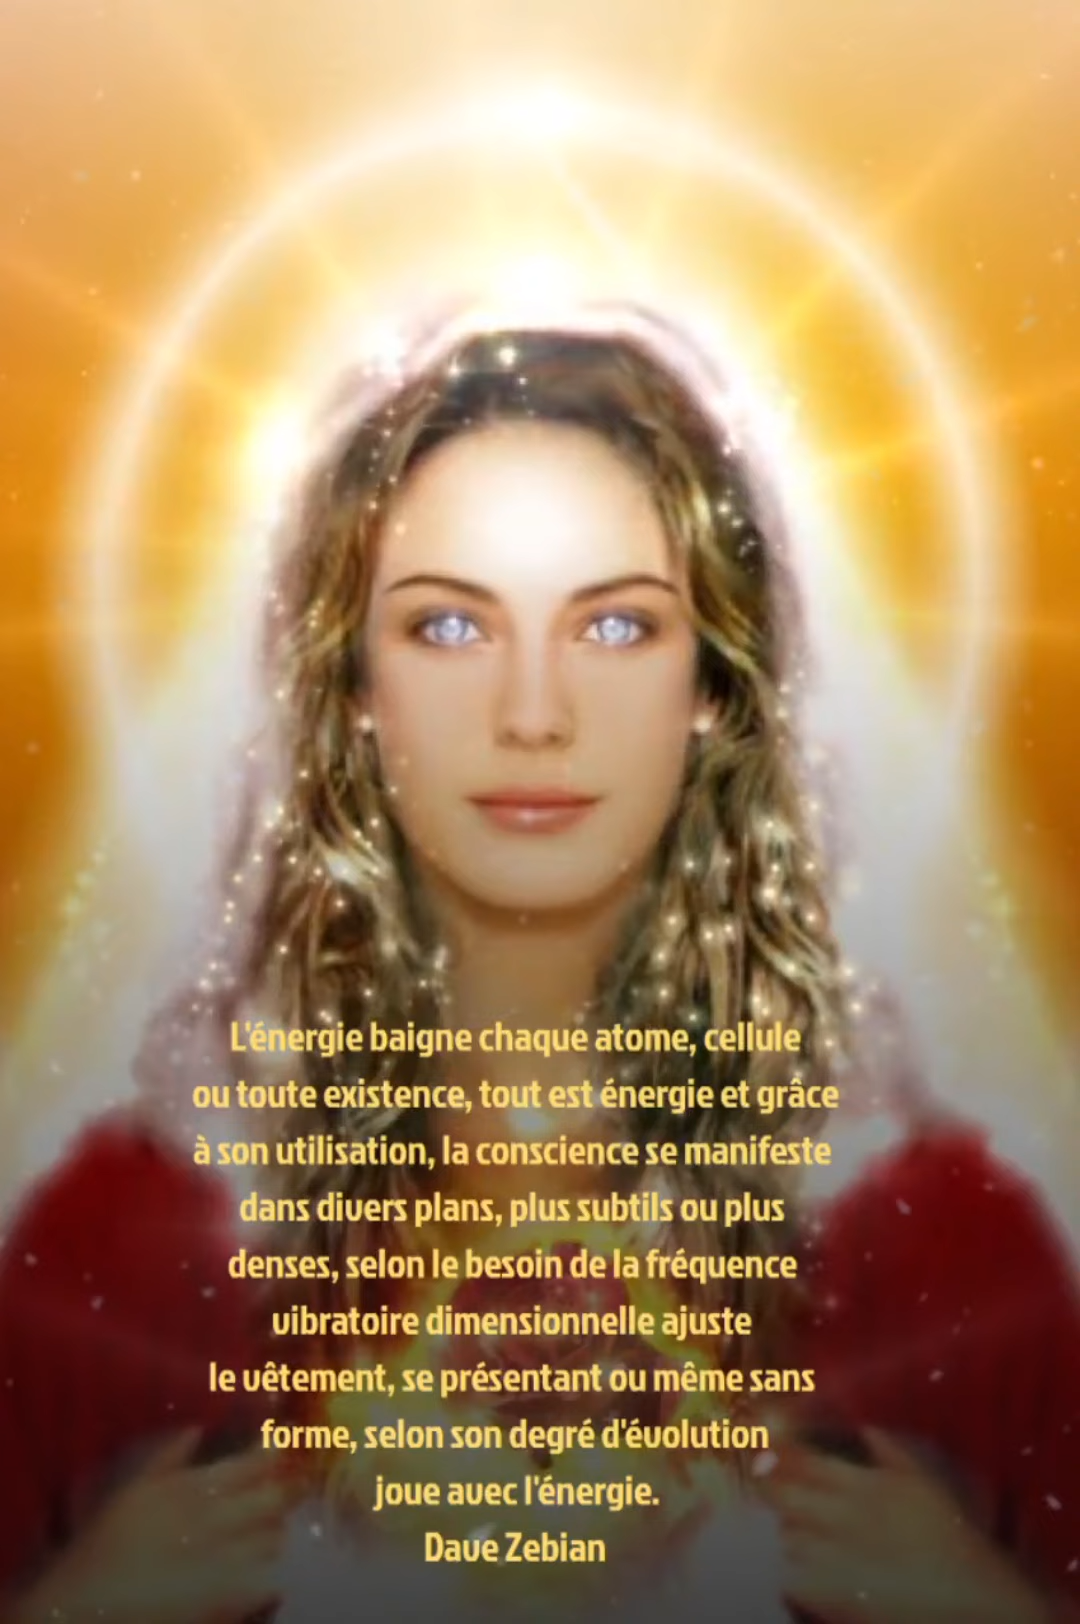 L'énergie baigne chaque atome, cellule
ou toute existence, tout est énergie et grâce
à son utilisation, la conscience se manifeste
dans divers plans, plus subtils ou plus
denses, selon le besoin de la fréquence
vibratoire dimensionnelle ajuste
le vêtement, se présentant ou même sans
forme, selon son degré d'évolution
joue avec l'énergie.
Dave Zebian